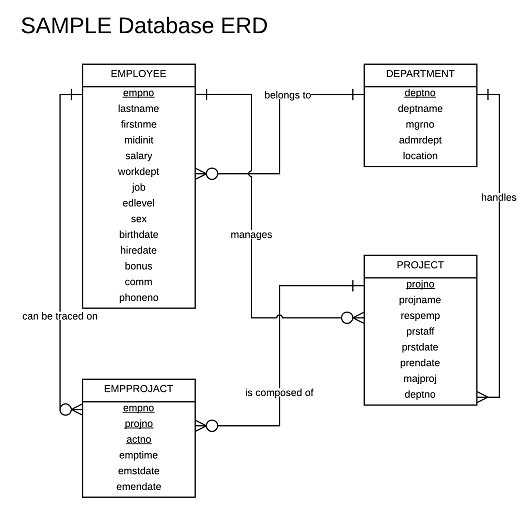 SAMPLE Database ERD
EMPLOYEE
empno
lastname
firstnme
midinit
salary
workdept
job
edlevel
sex
birthdate
hiredate
bonus
comm
phoneno
belongs to
DEPARTMENT
deptno
deptname
mgrno
admrdept
location
handles
manages
PROJECT
projno
projname
respemp
prstaff
prstdate
prendate
majproj
deptno
can be traced on
is composed of
EMPPROJACT
empno
projno
actno
emptime
emstdate
emendate